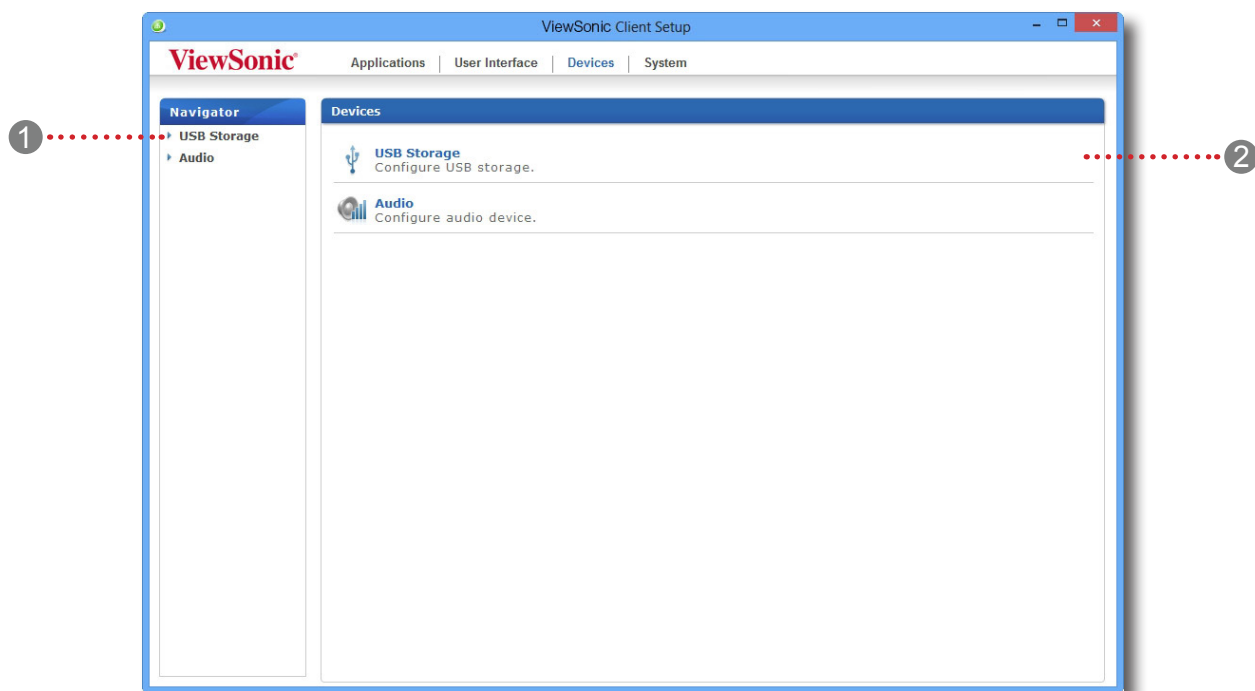 ViewSonic Client Setup
ViewSonic®
Applications | User Interface | Devices | System
Navigator
USB Storage
Audio
Devices
USB Storage
Configure USB storage.
Audio
Configure audio device.
1
2